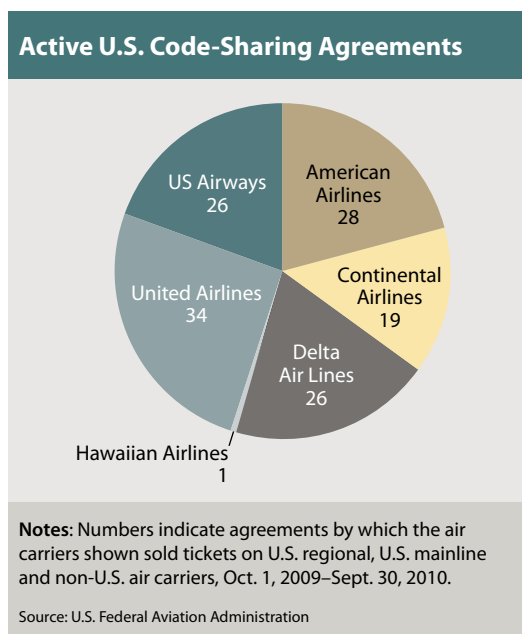 Active U.S. Code-Sharing Agreements
US Airways
26
American
Airlines
28
Continental
Airlines
19
United Airlines
34
Delta
Air Lines
26
Hawaiian Airlines
1
Notes: Numbers indicate agreements by which the air
carriers shown sold tickets on U.S. regional, U.S. mainline
and non-U.S. air carriers, Oct. 1, 2009–Sept. 30, 2010.
Source: U.S. Federal Aviation Administration